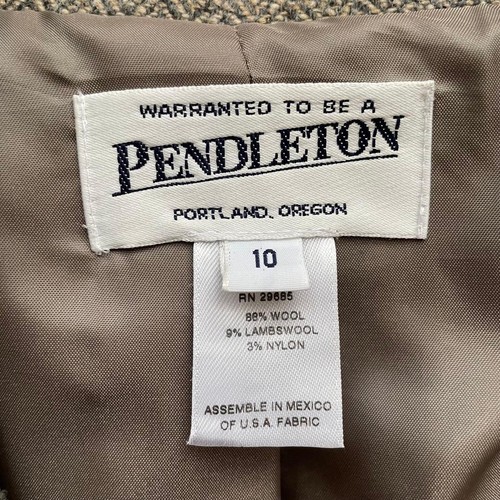 WARRANTED TO BE A
PENDLETON
PORTLAND, OREGON
10
RN 29685
88% WOOL
9% LAMBSWOOL
3% NYLON
ASSEMBLE IN MEXICO
OF U.S.A. FABRIC